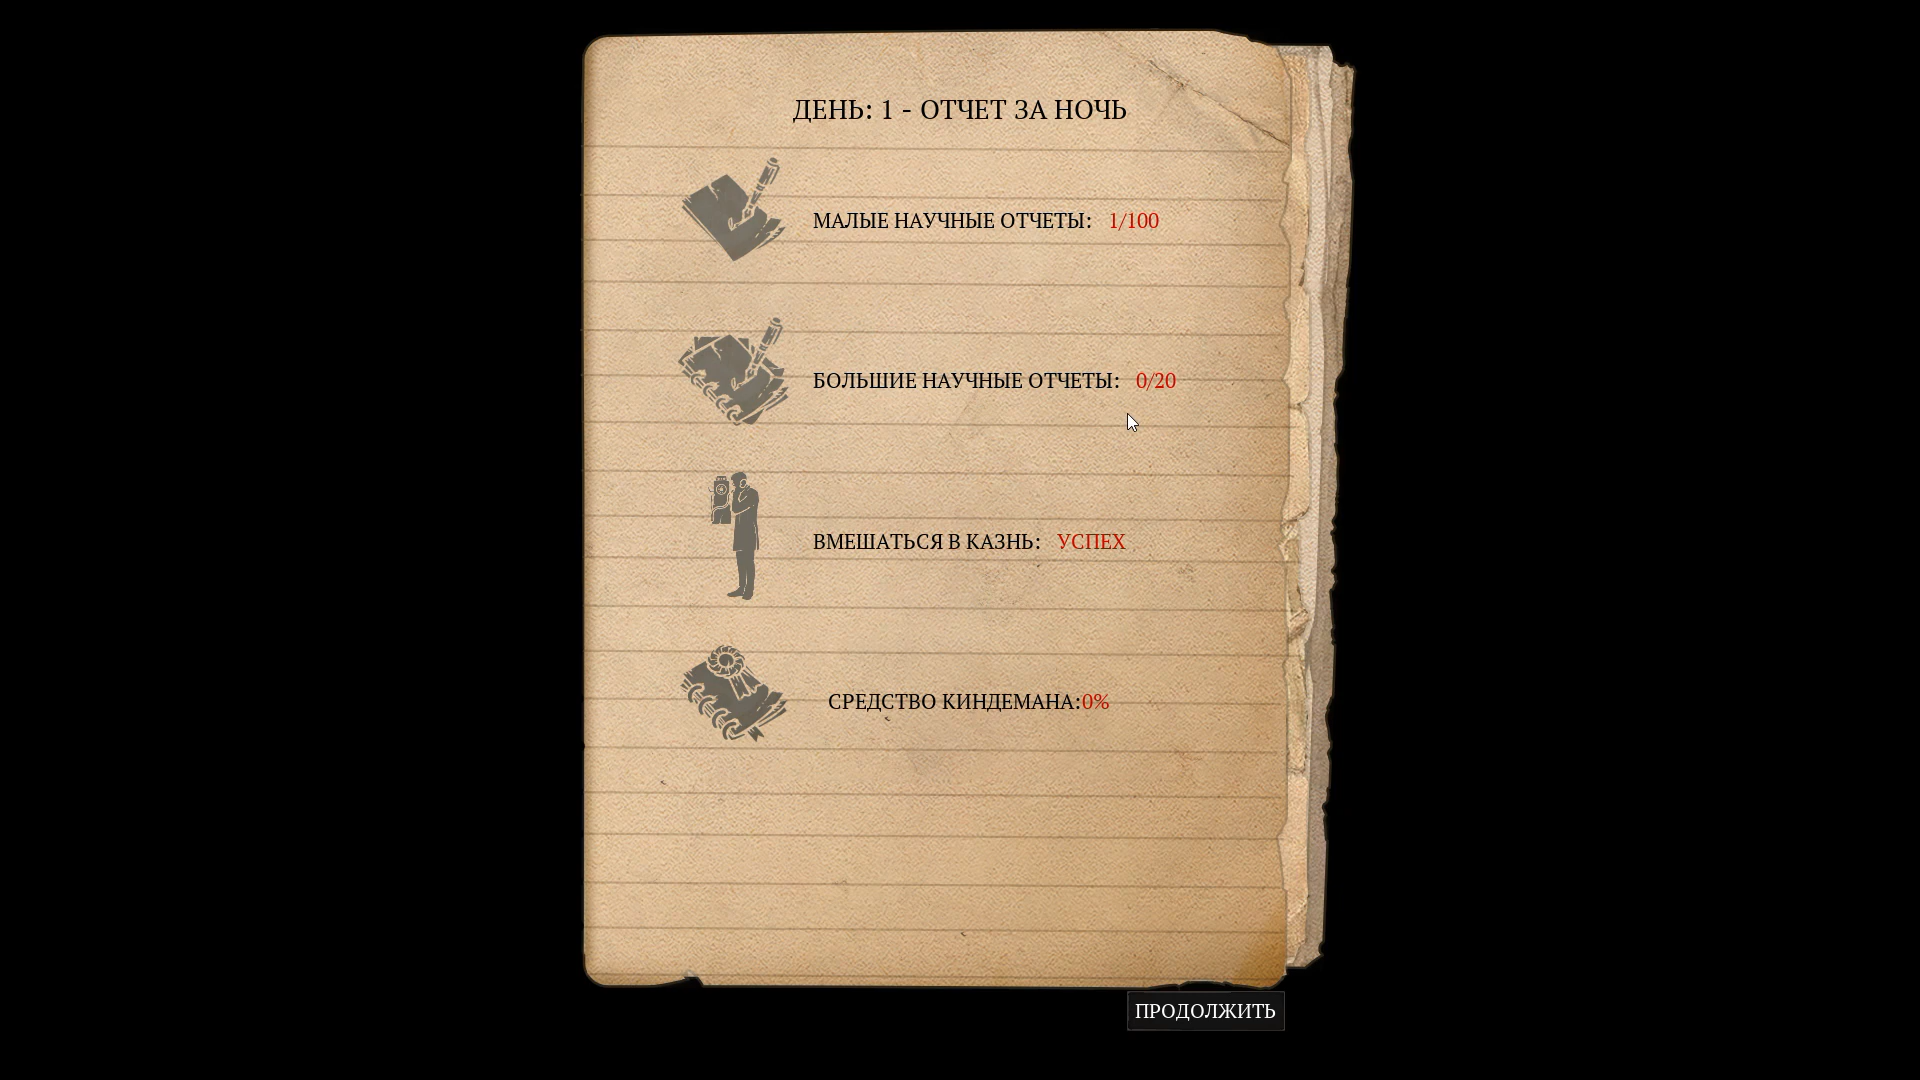 ДЕНЬ: 1 - ОТЧЕТ ЗА НОЧЬ
МАЛЫЕ НАУЧНЫЕ ОТЧЕТЫ: 1/100
БОЛЬШИЕ НАУЧНЫЕ ОТЧЕТЫ: 0/20
ВМЕШАТЬСЯ В КАЗНЬ: УСПЕХ
СРЕДСТВО КИНДЕМАНА:0%
ПРОДОЛЖИТЬ